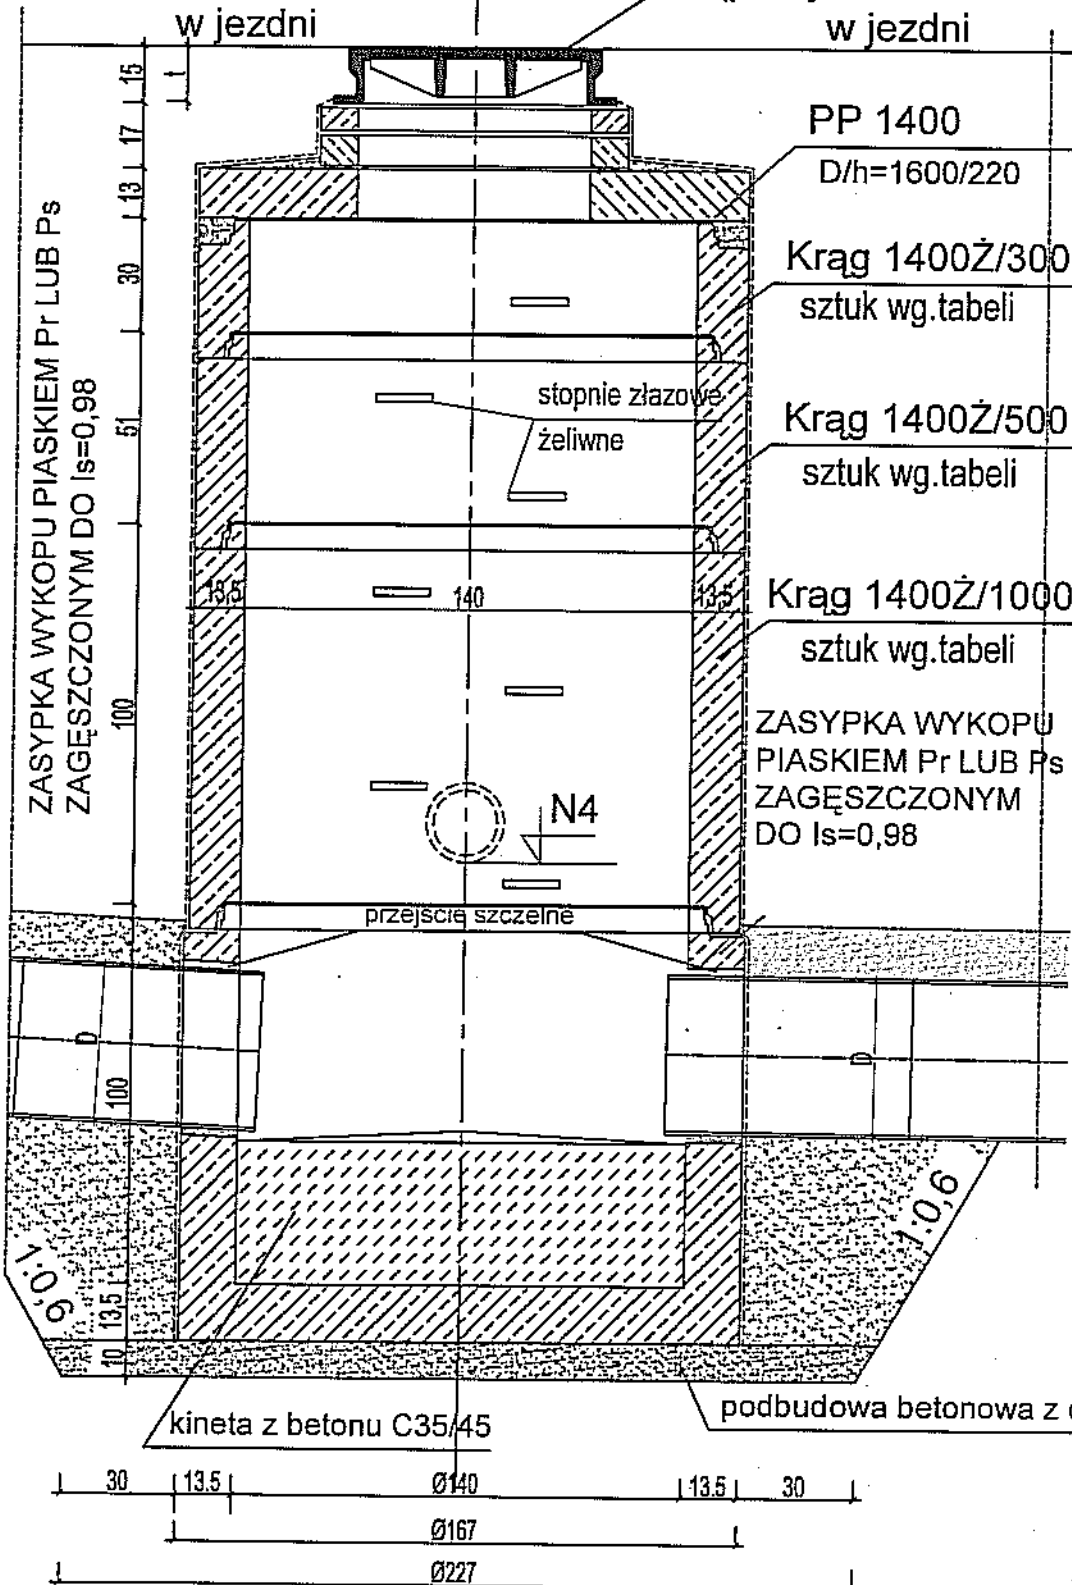 w jezdni
w jezdni
15
t
17
13
30
51
100
100
13,5
10
PP 1400
D/h=1600/220
Krąg 1400Ż/300
sztuk wg.tabeli
stopnie złazowe
żeliwne
Krąg 1400Ż/500
sztuk wg.tabeli
13,5
140
13,5
Krąg 1400Ż/1000
sztuk wg.tabeli
ZASYPKA WYKOPU PIASKIEM Pr LUB Ps
ZAGĘSZCZONYM DO Is=0,98
ZASYPKA WYKOPU
PIASKIEM Pr LUB Ps
ZAGĘSZCZONYM
DO Is=0,98
N4
przejście szczelne
D
D
1:0,6
1:0,6
kineta z betonu C35/45
podbudowa betonowa z
30
13.5
Ø140
13.5
30
Ø167
Ø227